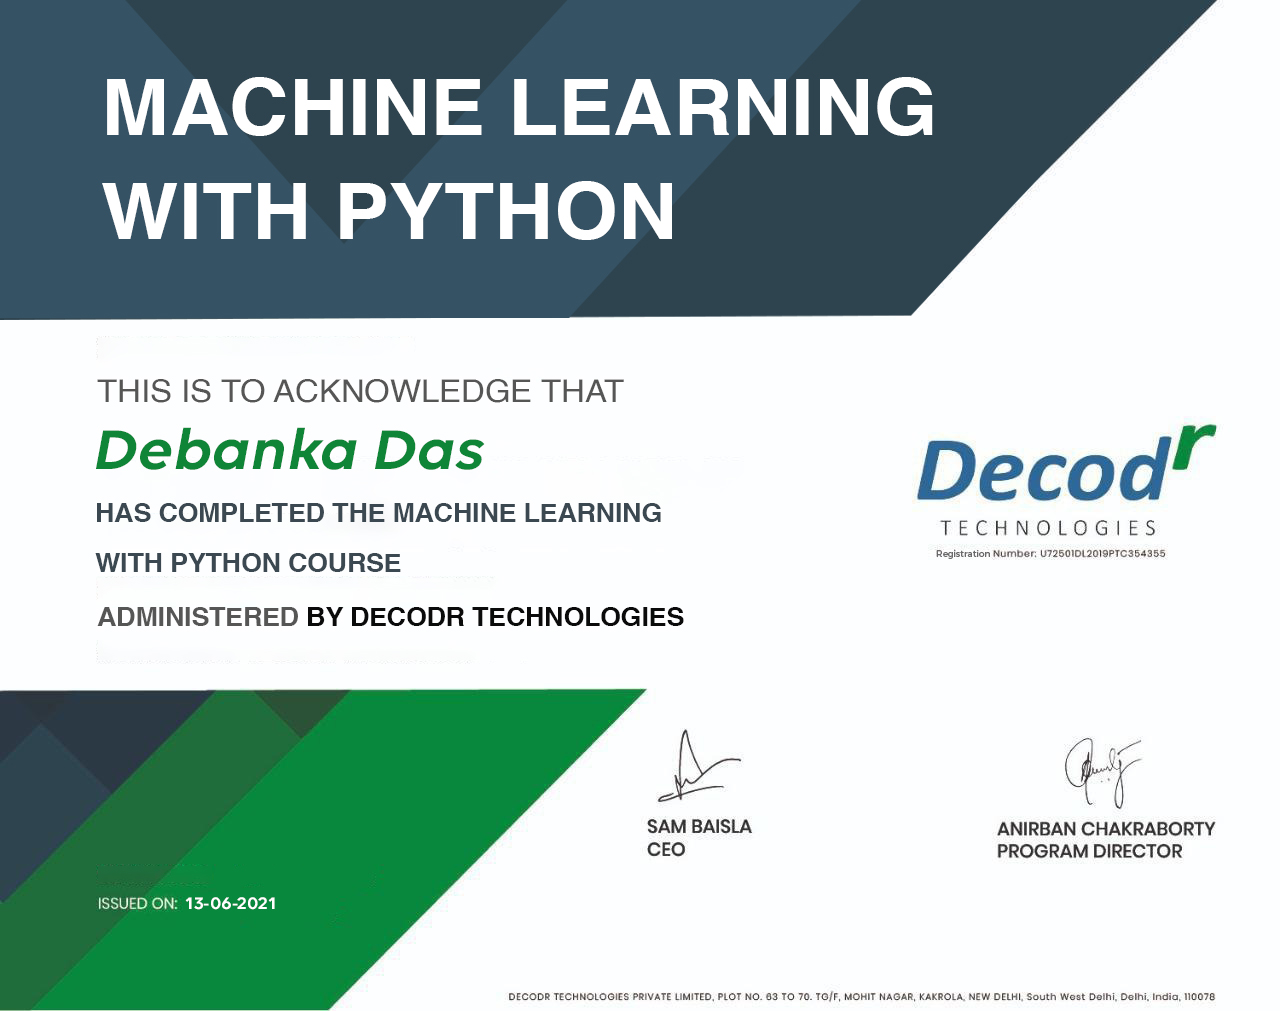 MACHINE LEARNING
WITH PYTHON
THIS IS TO ACKNOWLEDGE THAT
Debanka Das
HAS COMPLETED THE MACHINE LEARNING
WITH PYTHON COURSE
ADMINISTERED BY DECODR TECHNOLOGIES
Decodr
TECHNOLOGIES
Registration Number: U72501DL2019PTC354355
SAM BAISLA
CEO
ANIRBAN CHAKRABORTY
PROGRAM DIRECTOR
ISSUED ON: 13-06-2021
DECODR TECHNOLOGIES PRIVATE LIMITED, PLOT NO. 63 TO 70. TG/F, MOHIT NAGAR, KAKROLA, NEW DELHI, South West Delhi, Delhi, India, 110078